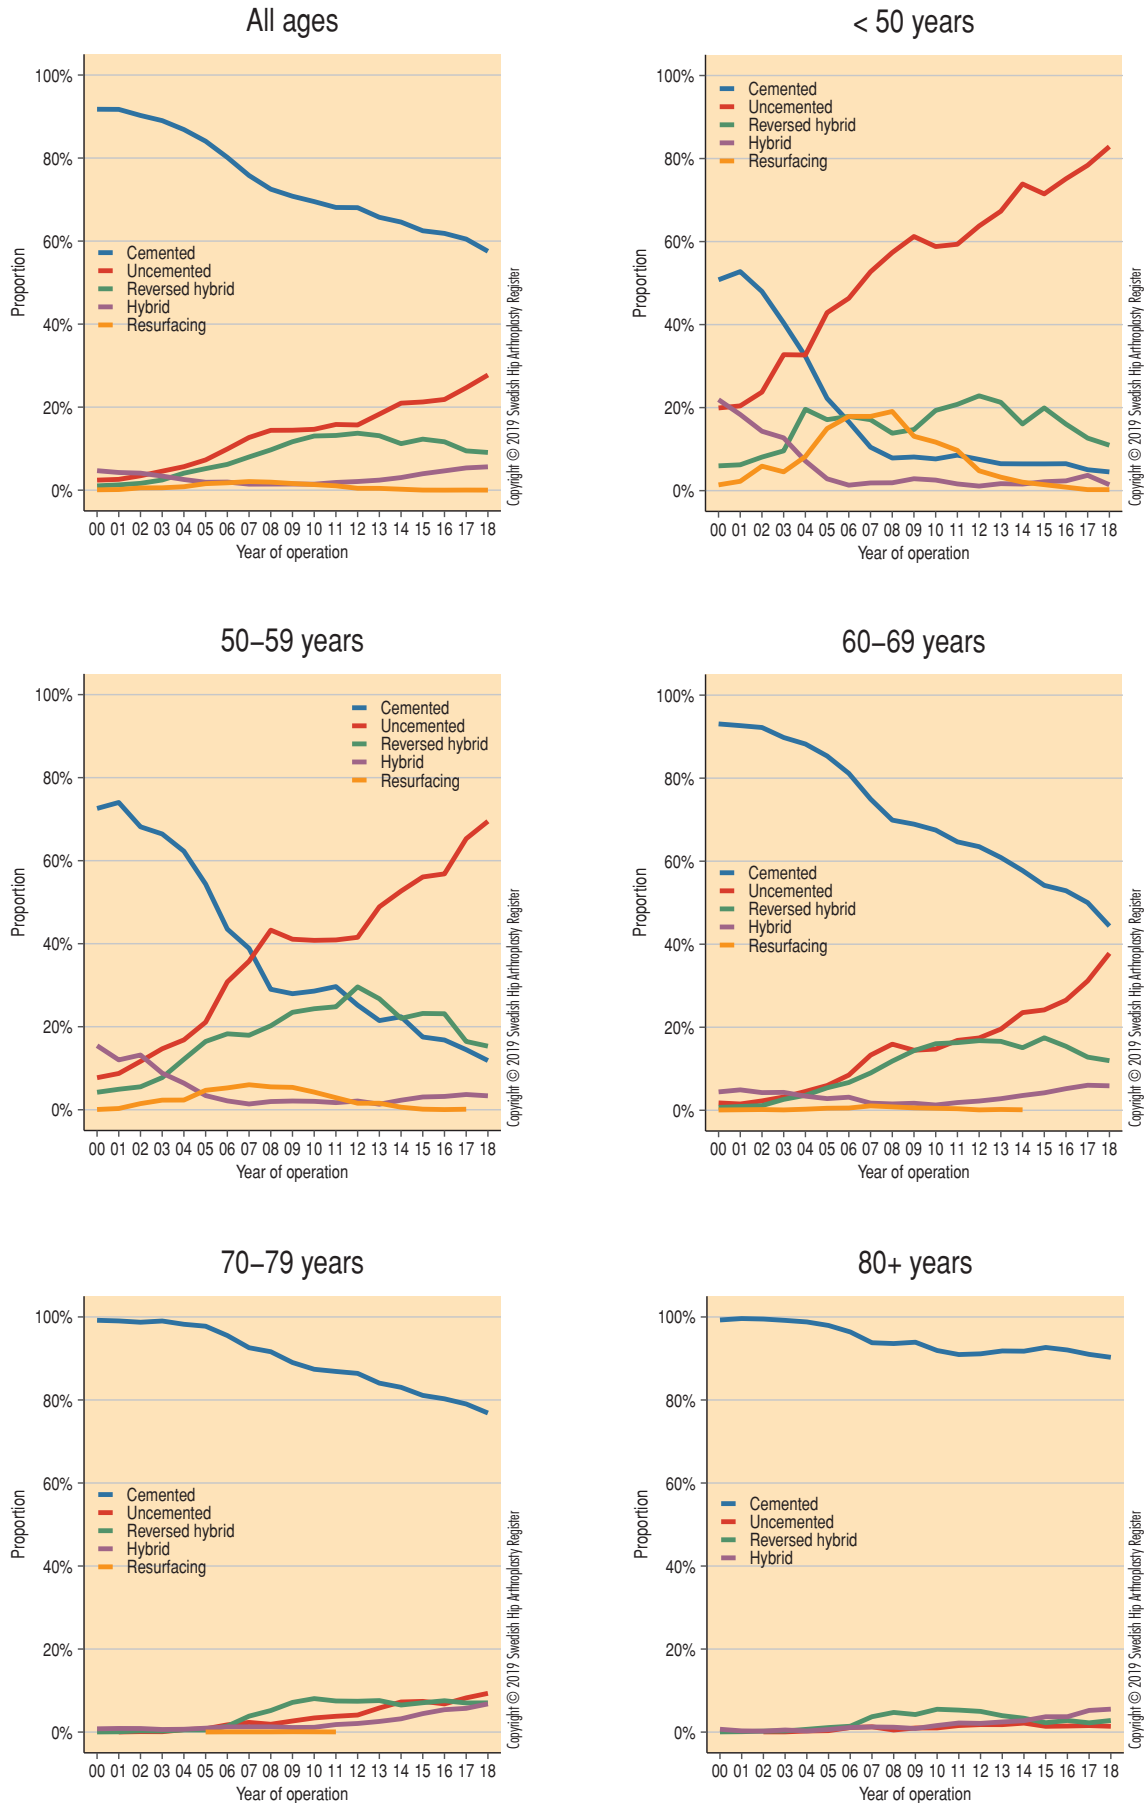 All ages
100%
80%
60%
40%
20%
0%
Proportion
Cemented
Uncemented
Reversed hybrid
Hybrid
Resurfacing
00 01 02 03 04 05 06 07 08 09 10 11 12 13 14 15 16 17 18
Year of operation
Copyright © 2019 Swedish Hip Arthroplasty Register
< 50 years
100%
80%
60%
40%
20%
0%
Proportion
Cemented
Uncemented
Reversed hybrid
Hybrid
Resurfacing
00 01 02 03 04 05 06 07 08 09 10 11 12 13 14 15 16 17 18
Year of operation
Copyright © 2019 Swedish Hip Arthroplasty Register
50–59 years
100%
80%
60%
40%
20%
0%
Proportion
Cemented
Uncemented
Reversed hybrid
Hybrid
Resurfacing
00 01 02 03 04 05 06 07 08 09 10 11 12 13 14 15 16 17 18
Year of operation
Copyright © 2019 Swedish Hip Arthroplasty Register
60–69 years
100%
80%
60%
40%
20%
0%
Proportion
Cemented
Uncemented
Reversed hybrid
Hybrid
Resurfacing
00 01 02 03 04 05 06 07 08 09 10 11 12 13 14 15 16 17 18
Year of operation
Copyright © 2019 Swedish Hip Arthroplasty Register
70–79 years
100%
80%
60%
40%
20%
0%
Proportion
Cemented
Uncemented
Reversed hybrid
Hybrid
Resurfacing
00 01 02 03 04 05 06 07 08 09 10 11 12 13 14 15 16 17 18
Year of operation
Copyright © 2019 Swedish Hip Arthroplasty Register
80+ years
100%
80%
60%
40%
20%
0%
Proportion
Cemented
Uncemented
Reversed hybrid
Hybrid
00 01 02 03 04 05 06 07 08 09 10 11 12 13 14 15 16 17 18
Year of operation
Copyright © 2019 Swedish Hip Arthroplasty Register